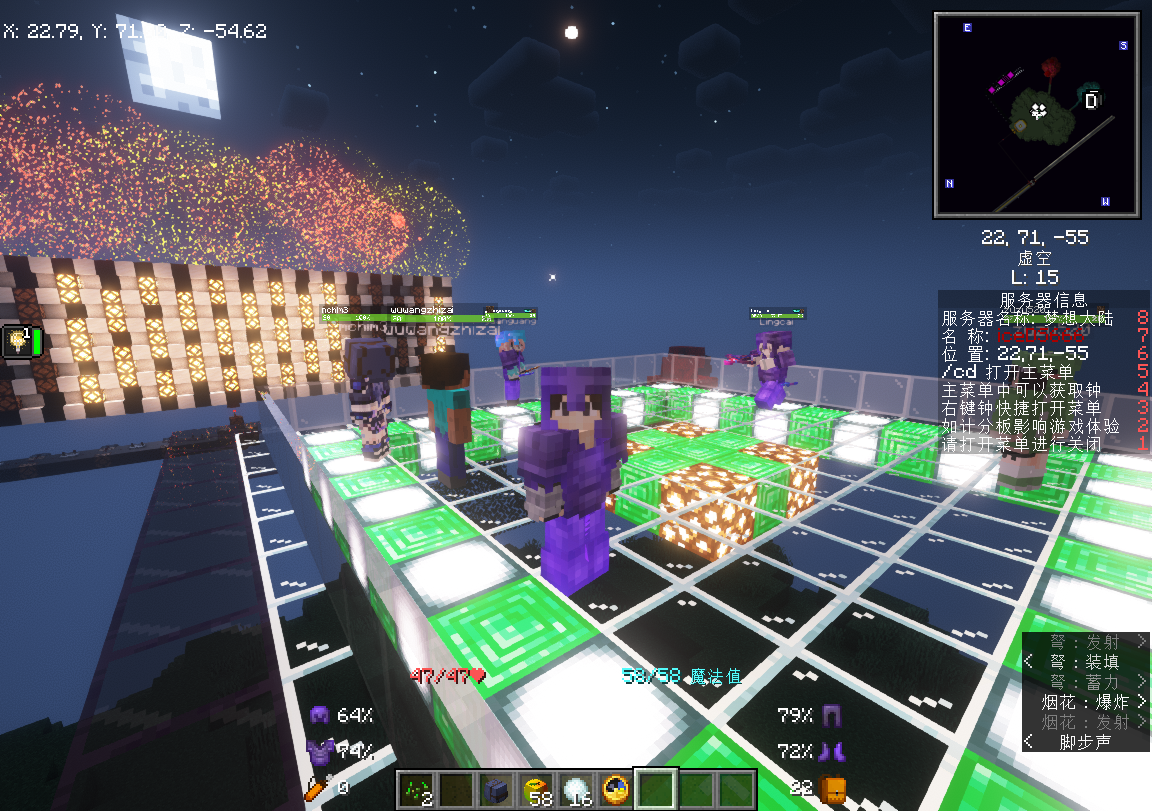 X: 22.79, Y: 71. Z: -54.62
E
S
N
W
22, 71, -55
虚空
L: 15
服务器信息
服务器名称: 梦想大陆 8
名 称: iceD5666 7
位 置: 22,71,-55 6
/cd 打开主菜单 5
主菜单中可以获取钟 4
右键钟快捷打开菜单 3
如计分板影响游戏体验 2
请打开菜单进行关闭 1
nchlm3
wuwangzhizai
Lingcai
1
47/47
58/58 魔法值
64%
74%
0
79%
72%
22
2
58
16
弩：发射 >
< 弩：装填
弩：蓄力 >
烟花：爆炸 >
烟花：发射 >
< 脚步声